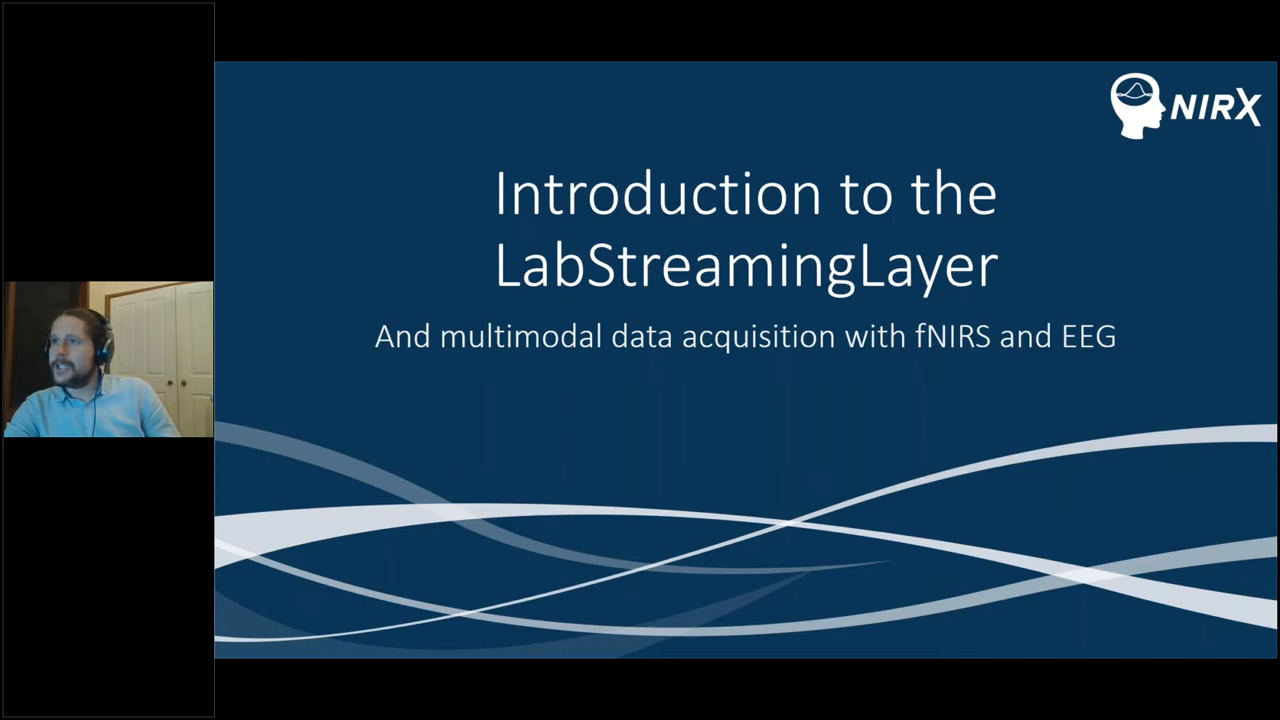 NIRX
Introduction to the
LabStreamingLayer
And multimodal data acquisition with fNIRS and EEG